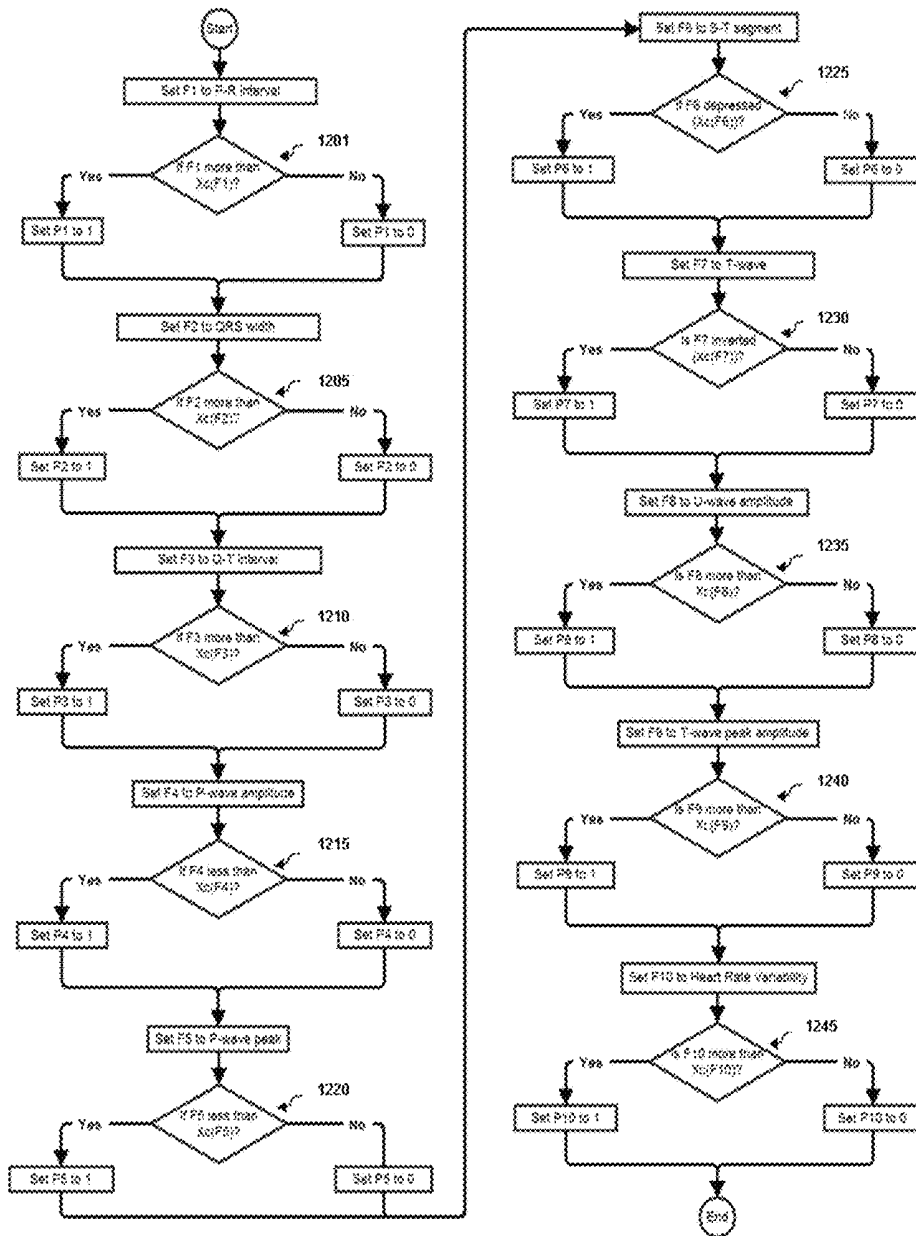 Start
Set F1 to P-R interval
1201
If F1 more than
Xc(F1)?
Yes
No
Set P1 to 1
Set P1 to 0
Set F2 to QRS width
1205
If F2 more than
Xc(F2)?
Yes
No
Set F2 to 1
Set F2 to 0
Set F3 to Q-T interval
1210
If F3 more than
Xc(F3)?
Yes
No
Set P3 to 1
Set P3 to 0
Set F4 to P-wave amplitude
1215
If F4 less than
Xc(F4)?
Yes
No
Set P4 to 1
Set P4 to 0
Set F5 to P-wave peak
1220
If F5 less than
Xc(F5)?
Yes
No
Set P5 to 1
Set P5 to 0
Set F6 to S-T segment
1225
If F6 depressed
(Xc(F6))?
Yes
No
Set P6 to 1
Set P6 to 0
Set F7 to T-wave
1230
Is F7 inverted
(Xc(F7))?
Yes
No
Set P7 to 1
Set P7 to 0
Set F8 to U-wave amplitude
1235
Is F8 more than
Xc(F8)?
Yes
No
Set P8 to 1
Set P8 to 0
Set F9 to T-wave peak amplitude
1240
Is F9 more than
Xc(F9)?
Yes
No
Set P9 to 1
Set P9 to 0
Set F10 to Heart Rate Variability
1245
Is F10 more than
Xc(F10)?
Yes
No
Set P10 to 1
Set P10 to 0
End